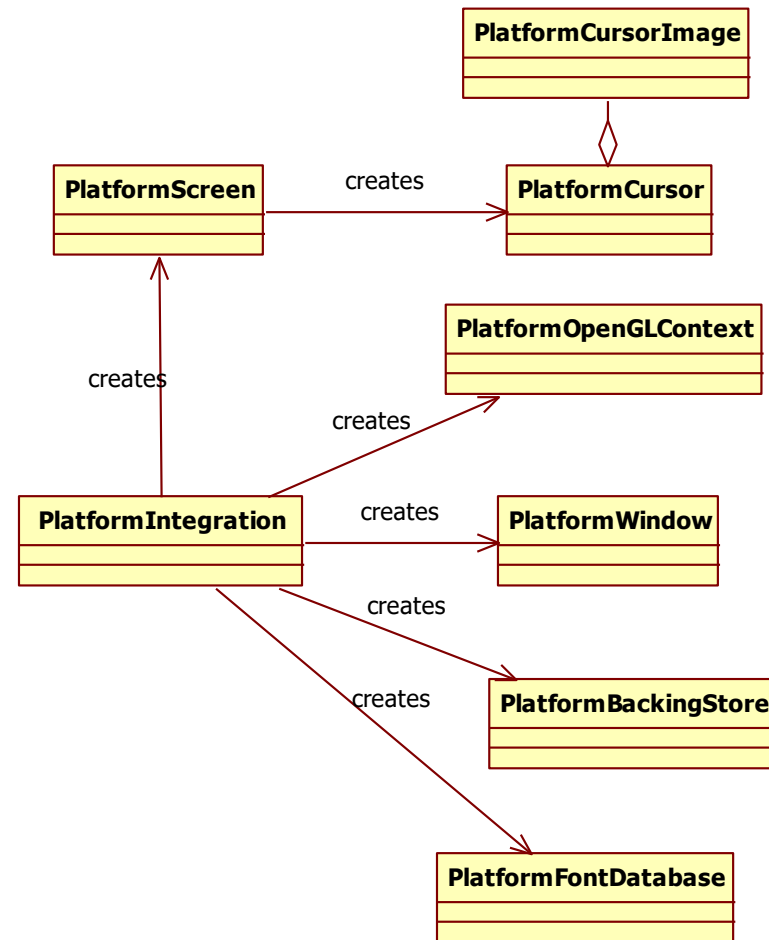 PlatformCursorImage
PlatformScreen
creates
PlatformCursor
PlatformOpenGLContext
creates
creates
PlatformIntegration
creates
PlatformWindow
creates
PlatformBackingStore
creates
PlatformFontDatabase